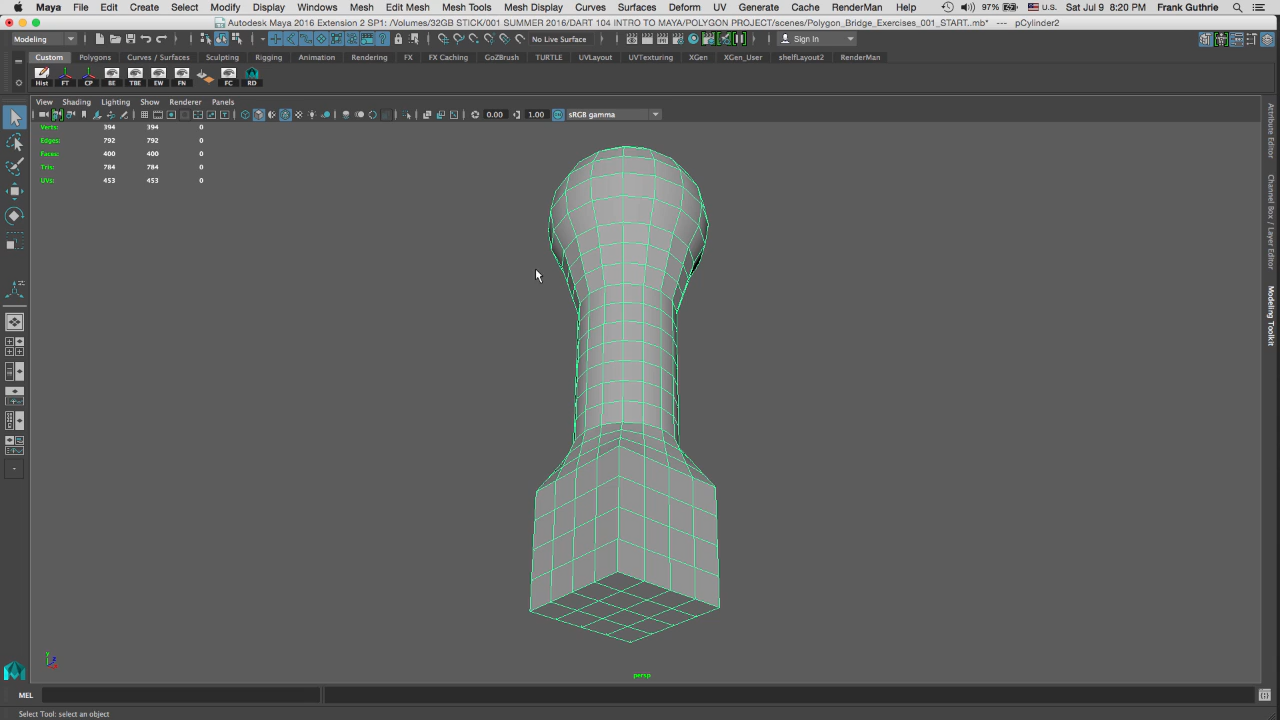 Maya File Edit Create Select Modify Display Windows Mesh Edit Mesh Mesh Tools Mesh Display Curves Surfaces Deform UV Generate Cache RenderMan Help 97% U.S. Sat Jul 9 8:20 PM Frank Guthrie
Autodesk Maya 2016 Extension 2 SP1: /Volumes/32GB STICK/001 SUMMER 2016/DART 104 INTRO TO MAYA/POLYGON PROJECT/scenes/Polygon_Bridge_Exercises_001_START..mb* --- pCylinder2
Modeling No Live Surface Sign In
Custom Polygons Curves / Surfaces Sculpting Rigging Animation Rendering FX FX Caching GoZBrush TURTLE UVLayout UVTexturing XGen XGen_User shelfLayout2 RenderMan
Hist FT CP BE TBE EW FN FC RD
View Shading Lighting Show Renderer Panels
0.00 1.00 sRGB gamma
Verts: 394 394 0
Edges: 792 792 0
Faces: 400 400 0
Tris: 784 784 0
UVs: 453 453 0
Attribute Editor
Channel Box / Layer Editor
Modeling Toolkit
y
persp
MEL
Select Tool: select an object